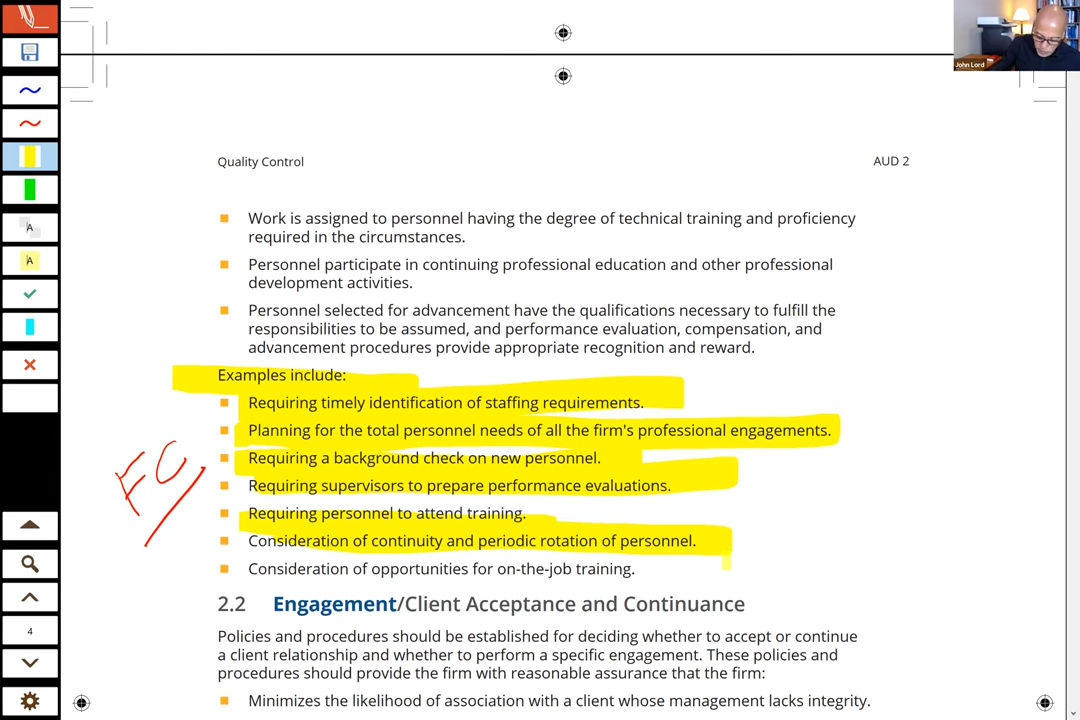 John Lord
Quality Control
AUD 2
Work is assigned to personnel having the degree of technical training and proficiency
required in the circumstances.
Personnel participate in continuing professional education and other professional
development activities.
Personnel selected for advancement have the qualifications necessary to fulfill the
responsibilities to be assumed, and performance evaluation, compensation, and
advancement procedures provide appropriate recognition and reward.
Examples include:
Requiring timely identification of staffing requirements.
Planning for the total personnel needs of all the firm's professional engagements.
Requiring a background check on new personnel.
Requiring supervisors to prepare performance evaluations.
Requiring personnel to attend training.
Consideration of continuity and periodic rotation of personnel.
Consideration of opportunities for on-the-job training.
2.2 Engagement/Client Acceptance and Continuance
Policies and procedures should be established for deciding whether to accept or continue
a client relationship and whether to perform a specific engagement. These policies and
procedures should provide the firm with reasonable assurance that the firm:
Minimizes the likelihood of association with a client whose management lacks integrity.
A
A
4